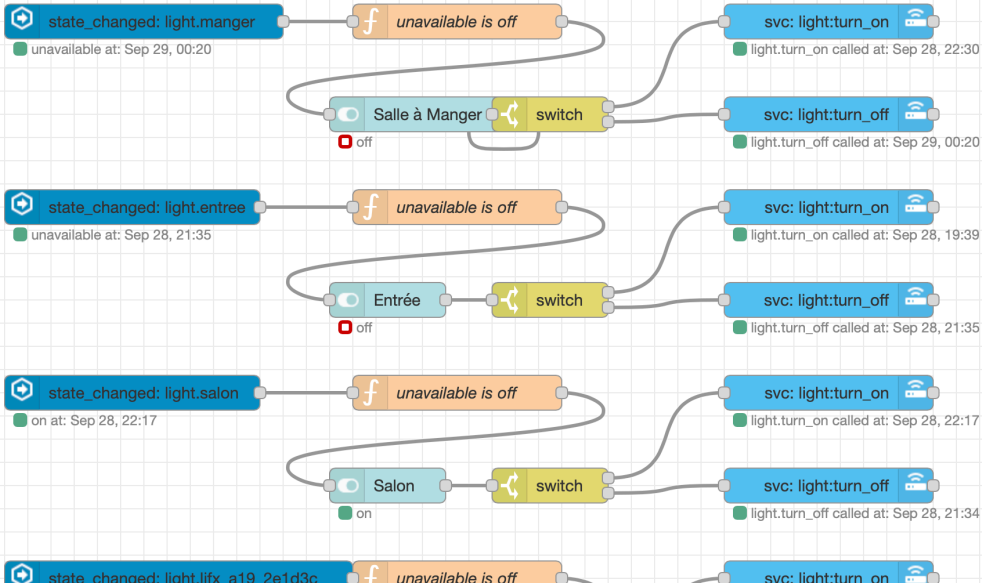 state_changed: light.manger
unavailable is off
svc: light:turn_on
unavailable at: Sep 29, 00:20
light.turn_on called at: Sep 28, 22:30
Salle à Manger
switch
svc: light:turn_off
off
light.turn_off called at: Sep 29, 00:20
state_changed: light.entree
unavailable is off
svc: light:turn_on
unavailable at: Sep 28, 21:35
light.turn_on called at: Sep 28, 19:39
Entrée
switch
svc: light:turn_off
off
light.turn_off called at: Sep 28, 21:35
state_changed: light.salon
unavailable is off
svc: light:turn_on
on at: Sep 28, 22:17
light.turn_on called at: Sep 28, 22:17
Salon
switch
svc: light:turn_off
on
light.turn_off called at: Sep 28, 21:34
state_changed: light.lifx_a19_2e1d3c
unavailable is off
svc: light:turn_on